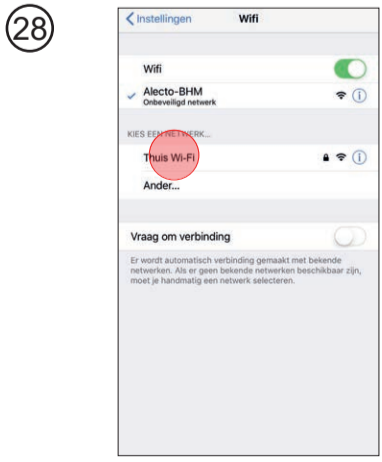 28
Instellingen Wifi
Wifi
Alecto-BHM
Onbeveiligd netwerk
KIES EEN NETWERK...
Thuis Wi-Fi
Ander...
Vraag om verbinding
Er wordt automatisch verbinding gemaakt met bekende
netwerken. Als er geen bekende netwerken beschikbaar zijn,
moet je handmatig een netwerk selecteren.